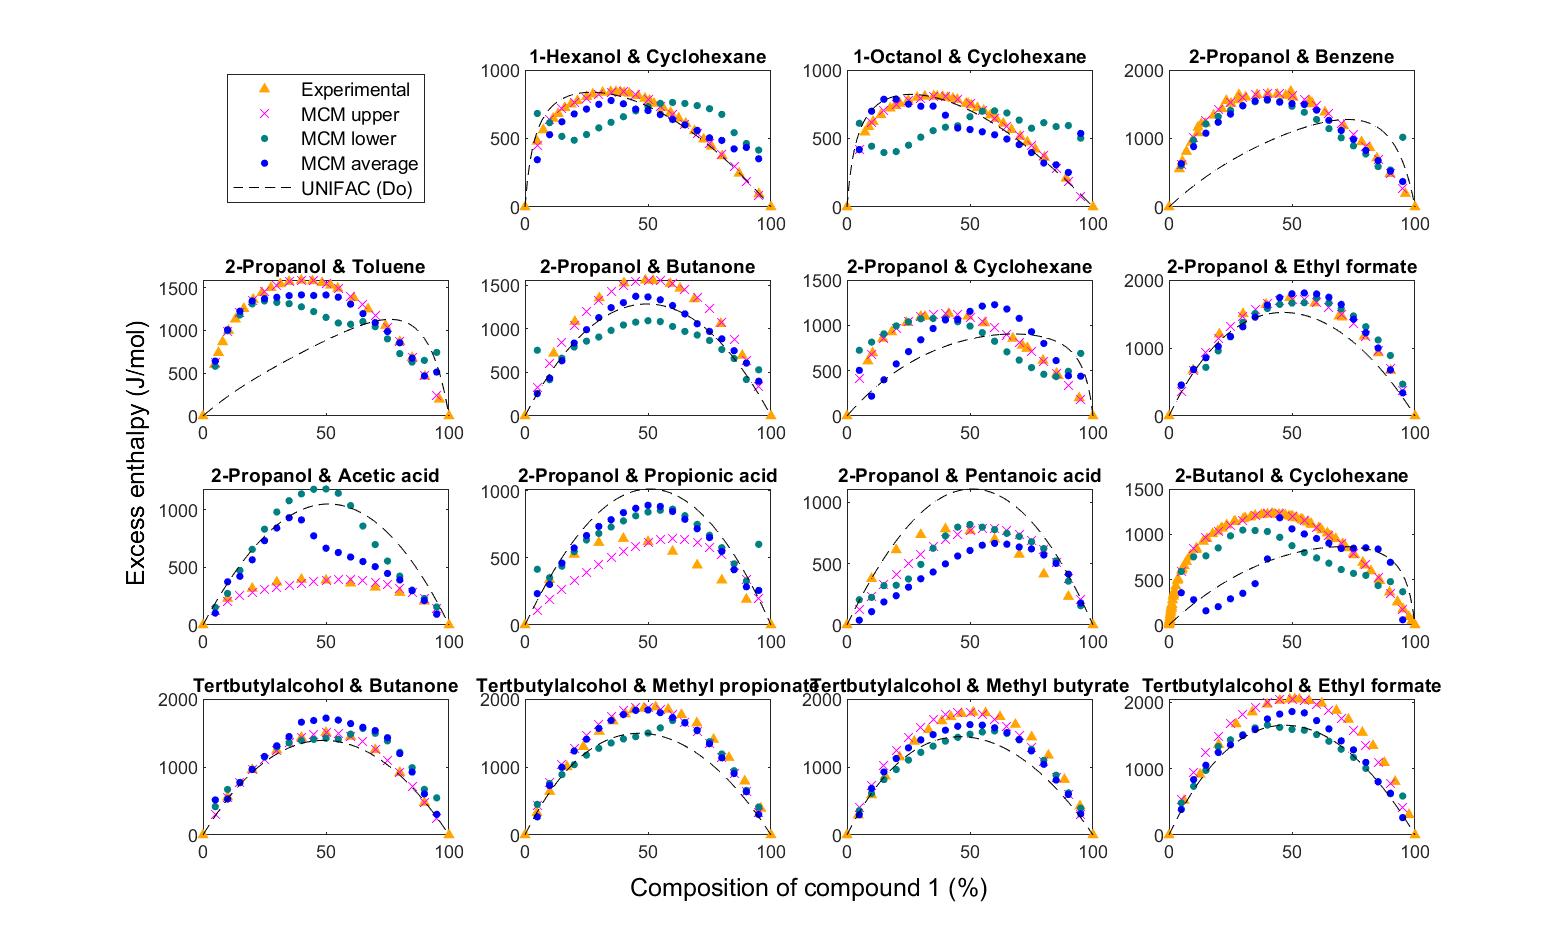 1-Hexanol & Cyclohexane
1-Octanol & Cyclohexane
2-Propanol & Benzene
Experimental
MCM upper
MCM lower
MCM average
UNIFAC (Do)
1000
500
0
0 50 100
1000
500
0
0 50 100
2000
1000
0
0 50 100
2-Propanol & Toluene
2-Propanol & Butanone
2-Propanol & Cyclohexane
2-Propanol & Ethyl formate
1500
1000
500
0
0 50 100
1500
1000
500
0
0 50 100
1500
1000
500
0
0 50 100
2000
1000
0
0 50 100
Excess enthalpy (J/mol)
2-Propanol & Acetic acid
2-Propanol & Propionic acid
2-Propanol & Pentanoic acid
2-Butanol & Cyclohexane
1000
500
0
0 50 100
1000
500
0
0 50 100
1000
500
0
0 50 100
1500
1000
500
0
0 50 100
Tertbutylalcohol & Butanone
Tertbutylalcohol & Methyl propionate
Tertbutylalcohol & Methyl butyrate
Tertbutylalcohol & Ethyl formate
2000
1000
0
0 50 100
2000
1000
0
0 50 100
2000
1000
0
0 50 100
2000
1000
0
0 50 100
Composition of compound 1 (%)